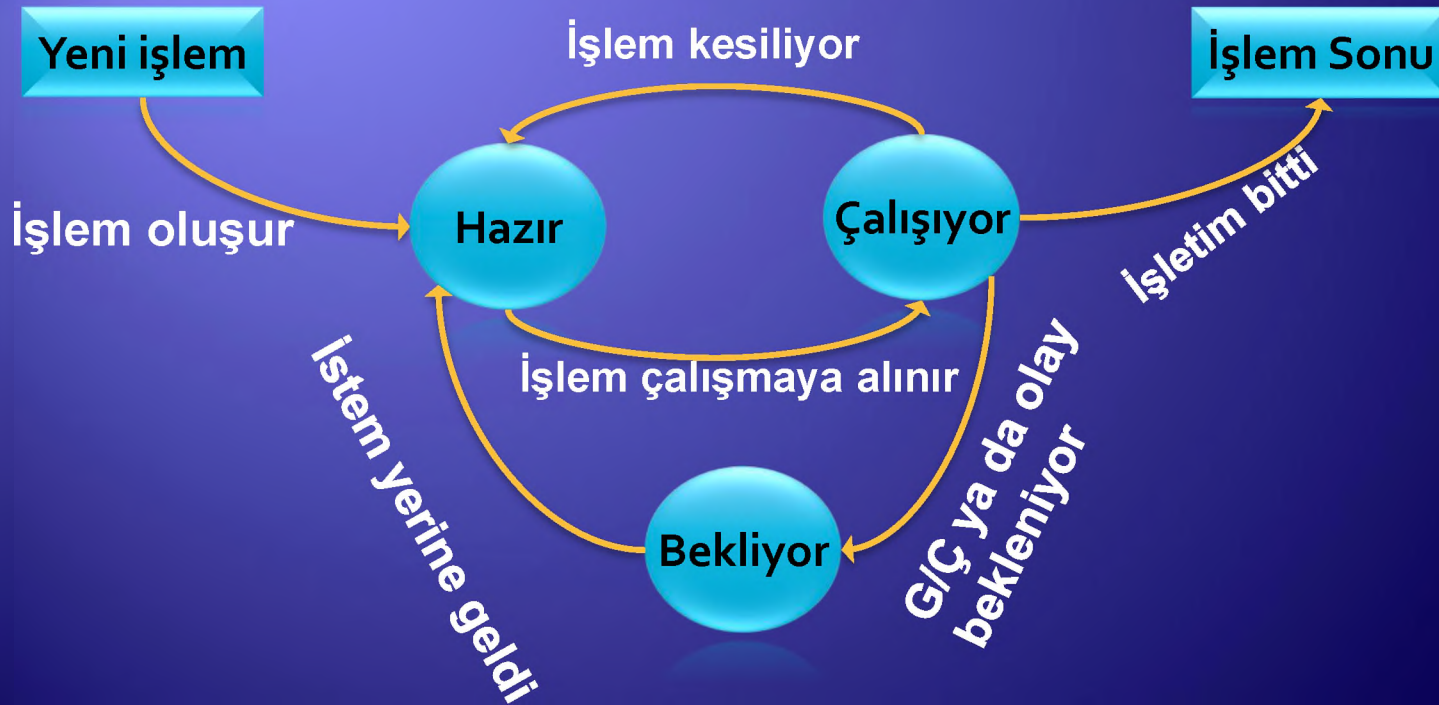 Yeni işlem
İşlem kesiliyor
İşlem Sonu
İşlem oluşur
Hazır
Çalışıyor
İşletim bitti
İşlem çalışmaya alınır
İstem yerine geldi
Bekliyor
G/Ç ya da olay
bekleniyor